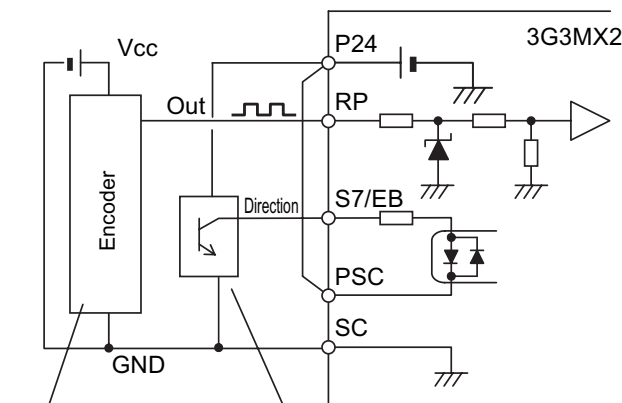 Vcc
P24
3G3MX2
Out
RP
Encoder
Direction
S7/EB
PSC
SC
GND